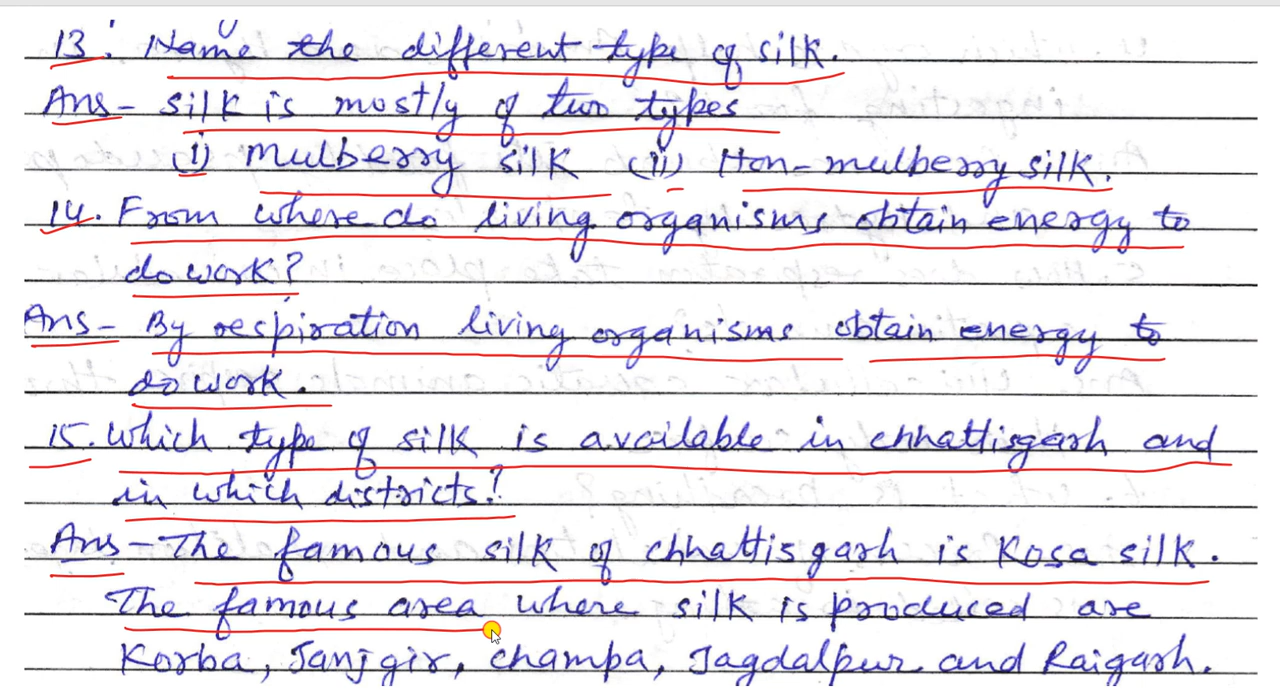 13. Name the different type of silk.
Ans - silk is mostly of two types
(i) Mulberry silk (ii) Non-mulberry silk.
14. From where do living organisms obtain energy to
do work?
Ans - By respiration living organisms obtain energy to
do work.
15. Which type of silk is available in chhattisgarh and
in which districts?
Ans - The famous silk of chhattisgarh is Kosa silk.
The famous area where silk is produced are
Korba, Janjgir, champa, Jagdalpur and Raigarh.